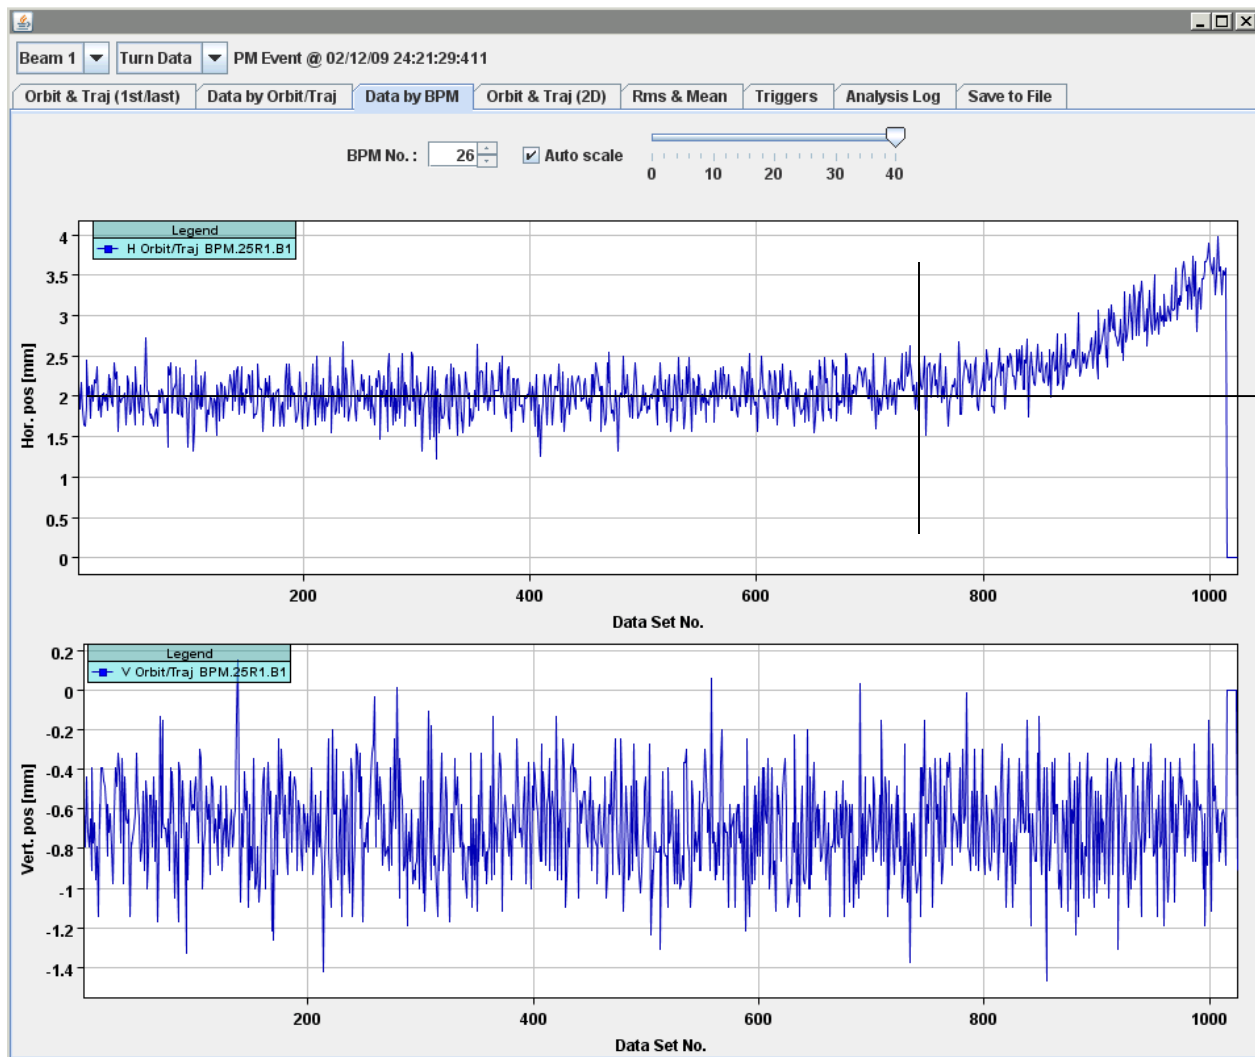 Beam 1 Turn Data PM Event @ 02/12/09 24:21:29:411
Orbit & Traj (1st/last) Data by Orbit/Traj Data by BPM Orbit & Traj (2D) Rms & Mean Triggers Analysis Log Save to File
BPM No. : 26 Auto scale
0 10 20 30 40
Legend
H Orbit/Traj BPM.25R1.B1
Hor. pos [mm]
4
3.5
3
2.5
2
1.5
1
0.5
0
200 400 600 800 1000
Data Set No.
Legend
V Orbit/Traj BPM.25R1.B1
Vert. pos [mm]
0.2
0
-0.2
-0.4
-0.6
-0.8
-1
-1.2
-1.4
200 400 600 800 1000
Data Set No.